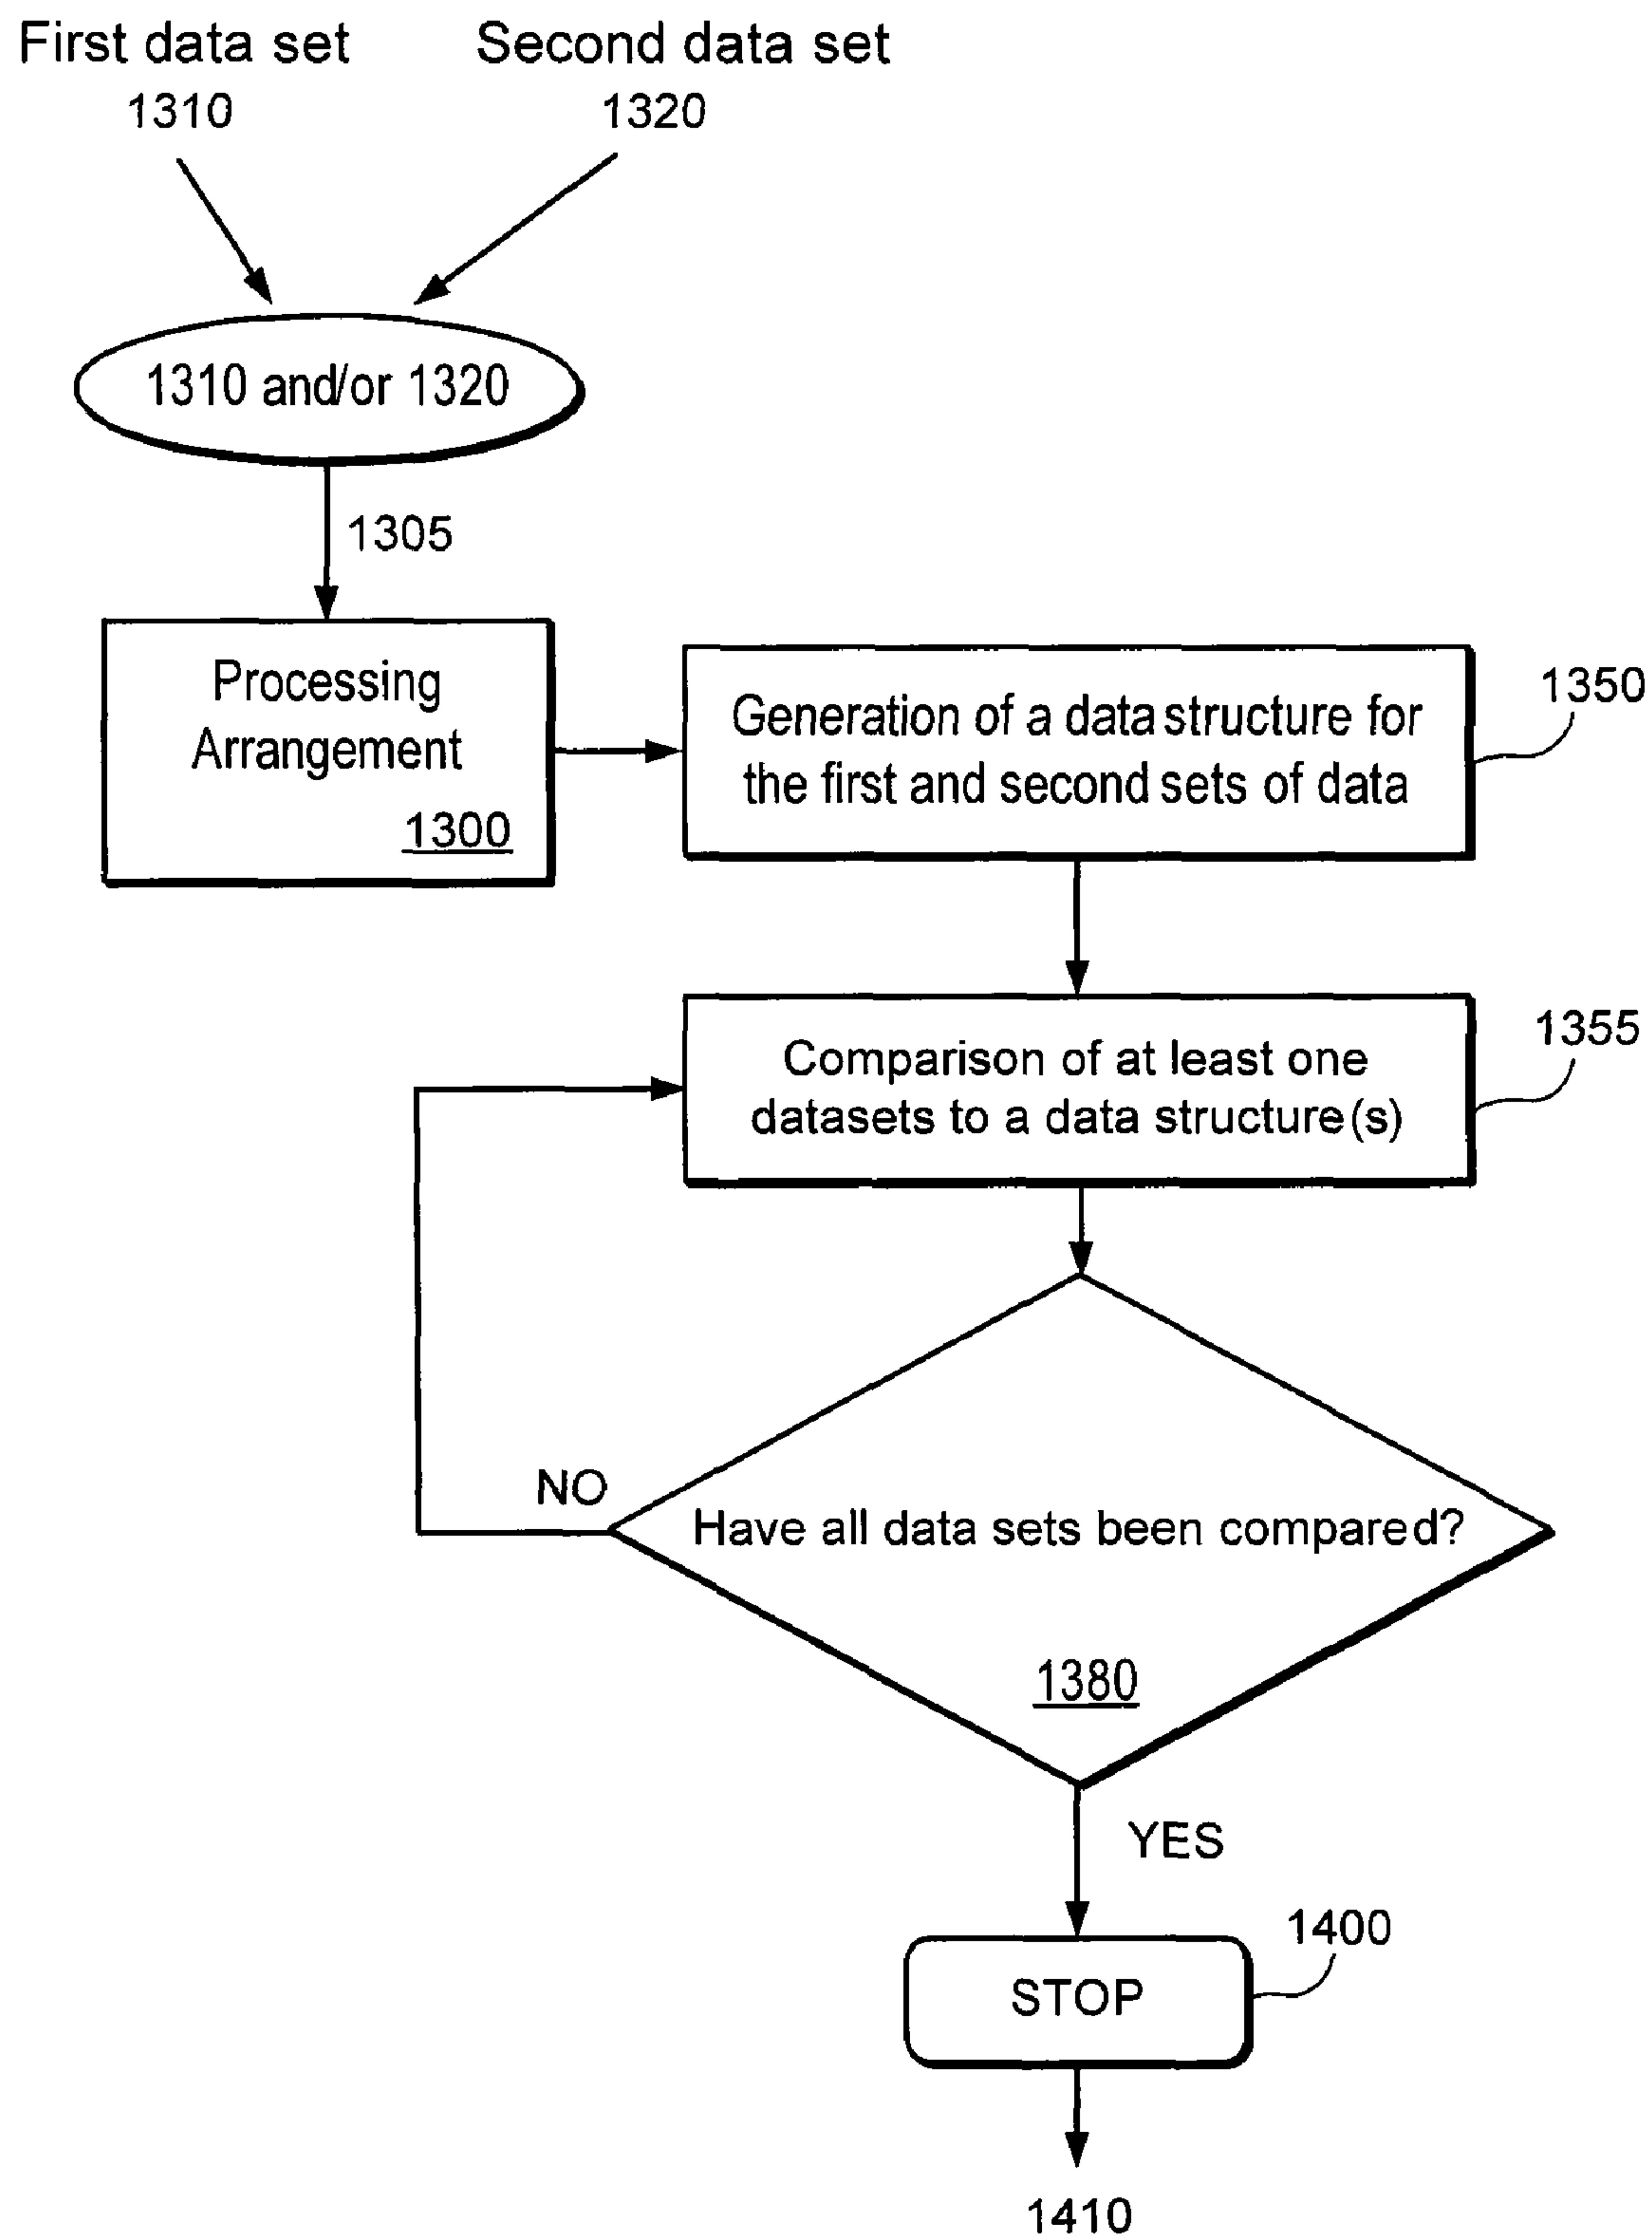 First data set
1310
Second data set
1320
1310 and/or 1320
1305
Processing
Arrangement
1300
Generation of a data structure for
the first and second sets of data
1350
Comparison of at least one
datasets to a data structure(s)
1355
NO
Have all data sets been compared?
1380
YES
STOP
1400
1410